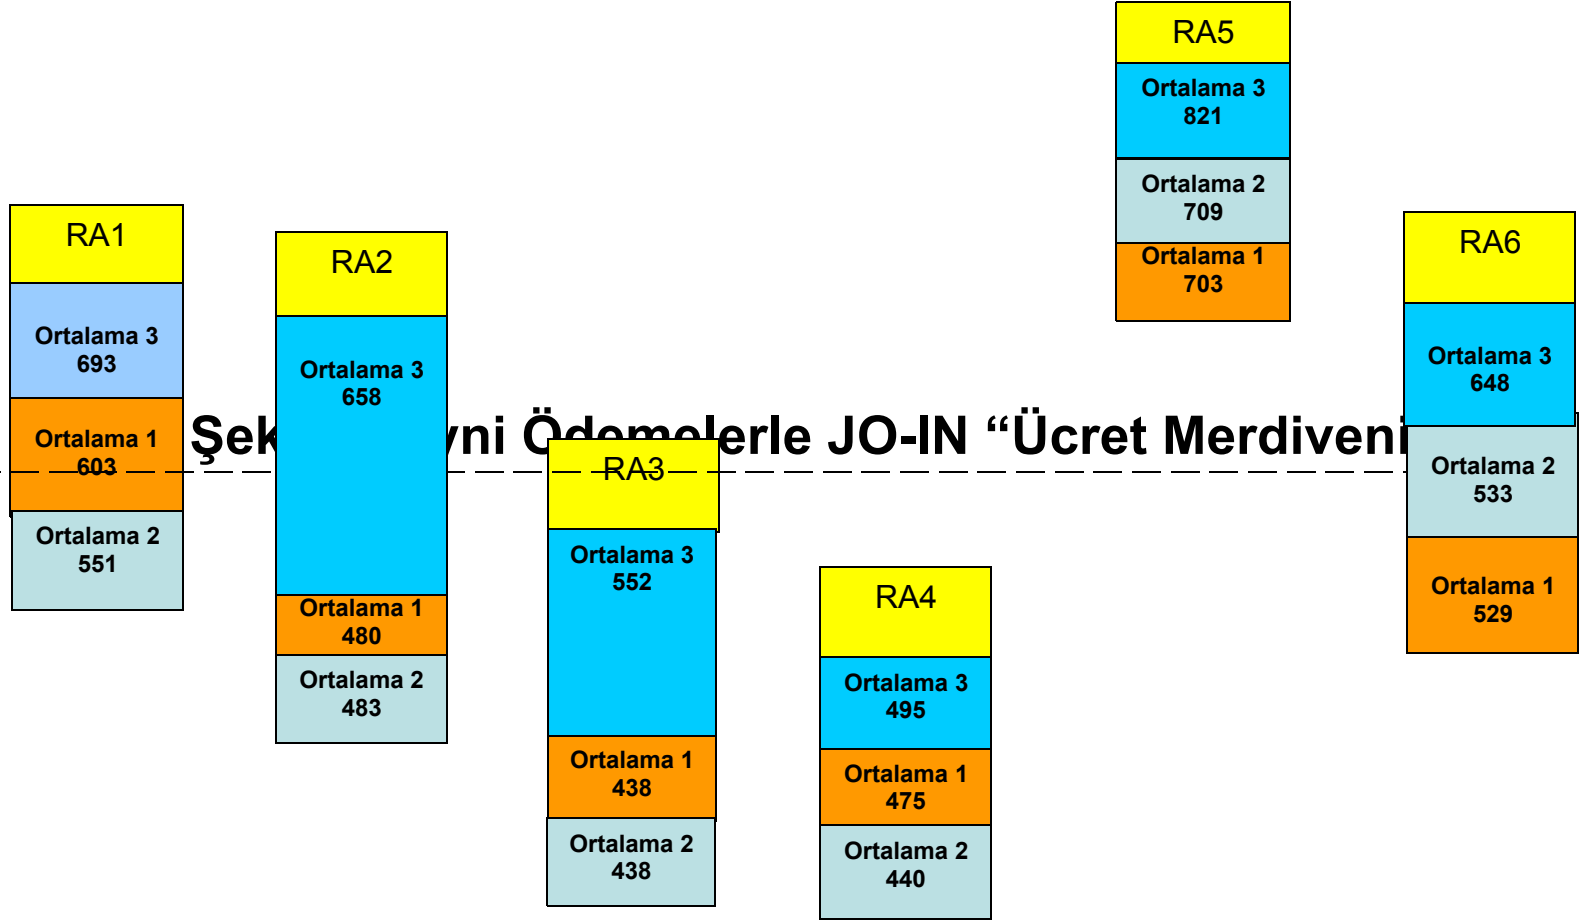 RA1
Ortalama 3
693
Ortalama 1
603
Ortalama 2
551
RA2
Ortalama 3
658
Ortalama 1
480
Ortalama 2
483
RA3
Ortalama 3
552
Ortalama 1
438
Ortalama 2
438
RA4
Ortalama 3
495
Ortalama 1
475
Ortalama 2
440
RA5
Ortalama 3
821
Ortalama 2
709
Ortalama 1
703
RA6
Ortalama 3
648
Ortalama 2
533
Ortalama 1
529
Ödemelerle JO-IN “Ücret Merdiveni